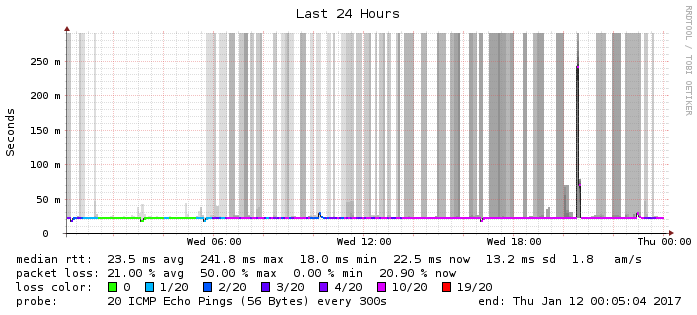 Last 24 Hours
RRDTOOL / TOBI OETIKER
Seconds
250 m
200 m
150 m
100 m
50 m
0
Wed 06:00 Wed 12:00 Wed 18:00 Thu 00:00
median rtt: 23.5 ms avg 241.8 ms max 18.0 ms min 22.5 ms now 13.2 ms sd 1.8 am/s
packet loss: 21.00 % avg 50.00 % max 0.00 % min 20.90 % now
loss color: 0 1/20 2/20 3/20 4/20 10/20 19/20
probe: 20 ICMP Echo Pings (56 Bytes) every 300s end: Thu Jan 12 00:05:04 2017